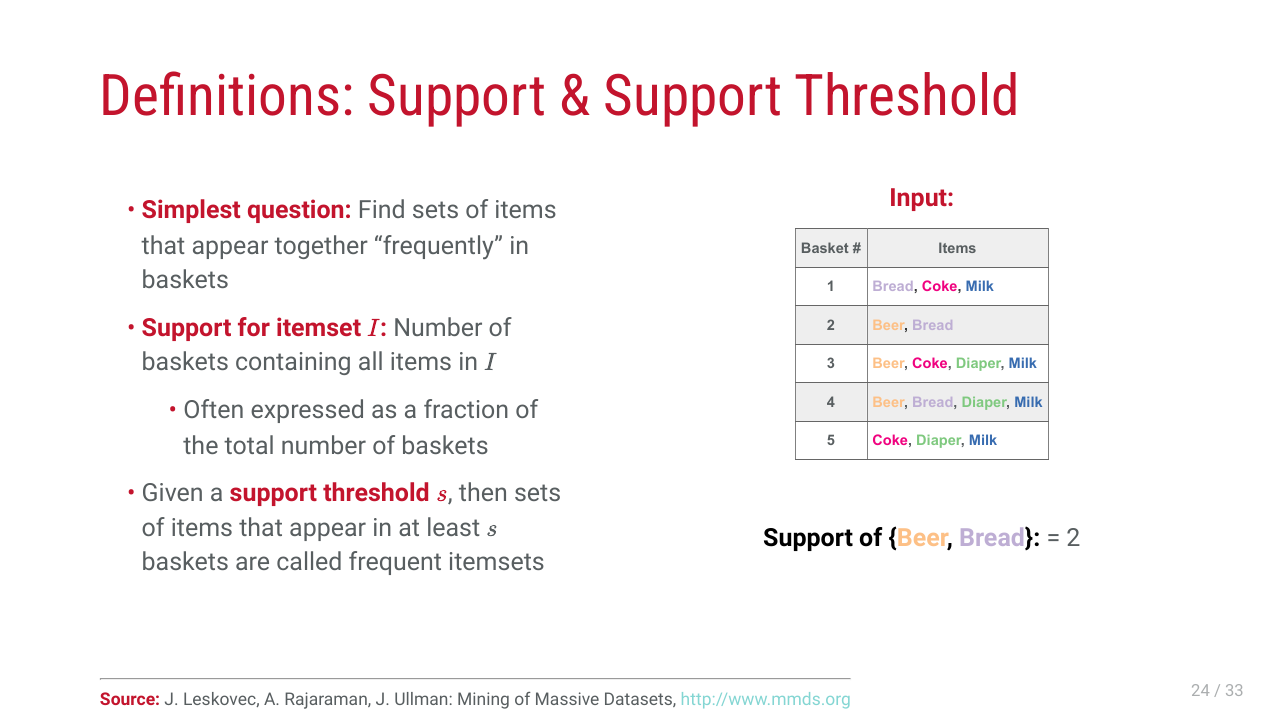 Definitions: Support & Support Threshold
• Simplest question: Find sets of items
that appear together “frequently” in
baskets
• Support for itemset I: Number of
baskets containing all items in I
• Often expressed as a fraction of
the total number of baskets
• Given a support threshold s, then sets
of items that appear in at least s
baskets are called frequent itemsets
Input:
Basket # Items
1 Bread, Coke, Milk
2 Beer, Bread
3 Beer, Coke, Diaper, Milk
4 Beer, Bread, Diaper, Milk
5 Coke, Diaper, Milk
Support of {Beer, Bread}: = 2
Source: J. Leskovec, A. Rajaraman, J. Ullman: Mining of Massive Datasets, http://www.mmds.org
24 / 33